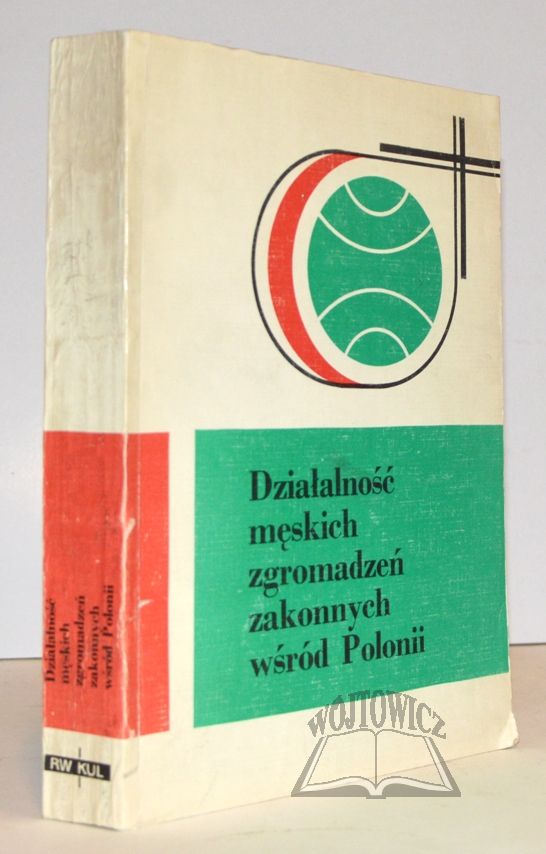 Działalność
męskich
zgromadzeń
zakonnych
wśród Polonii
Działalność
męskich
zgromadzeń
zakonnych
wśród Polonii
RW KUL
WÓJTOWICZ